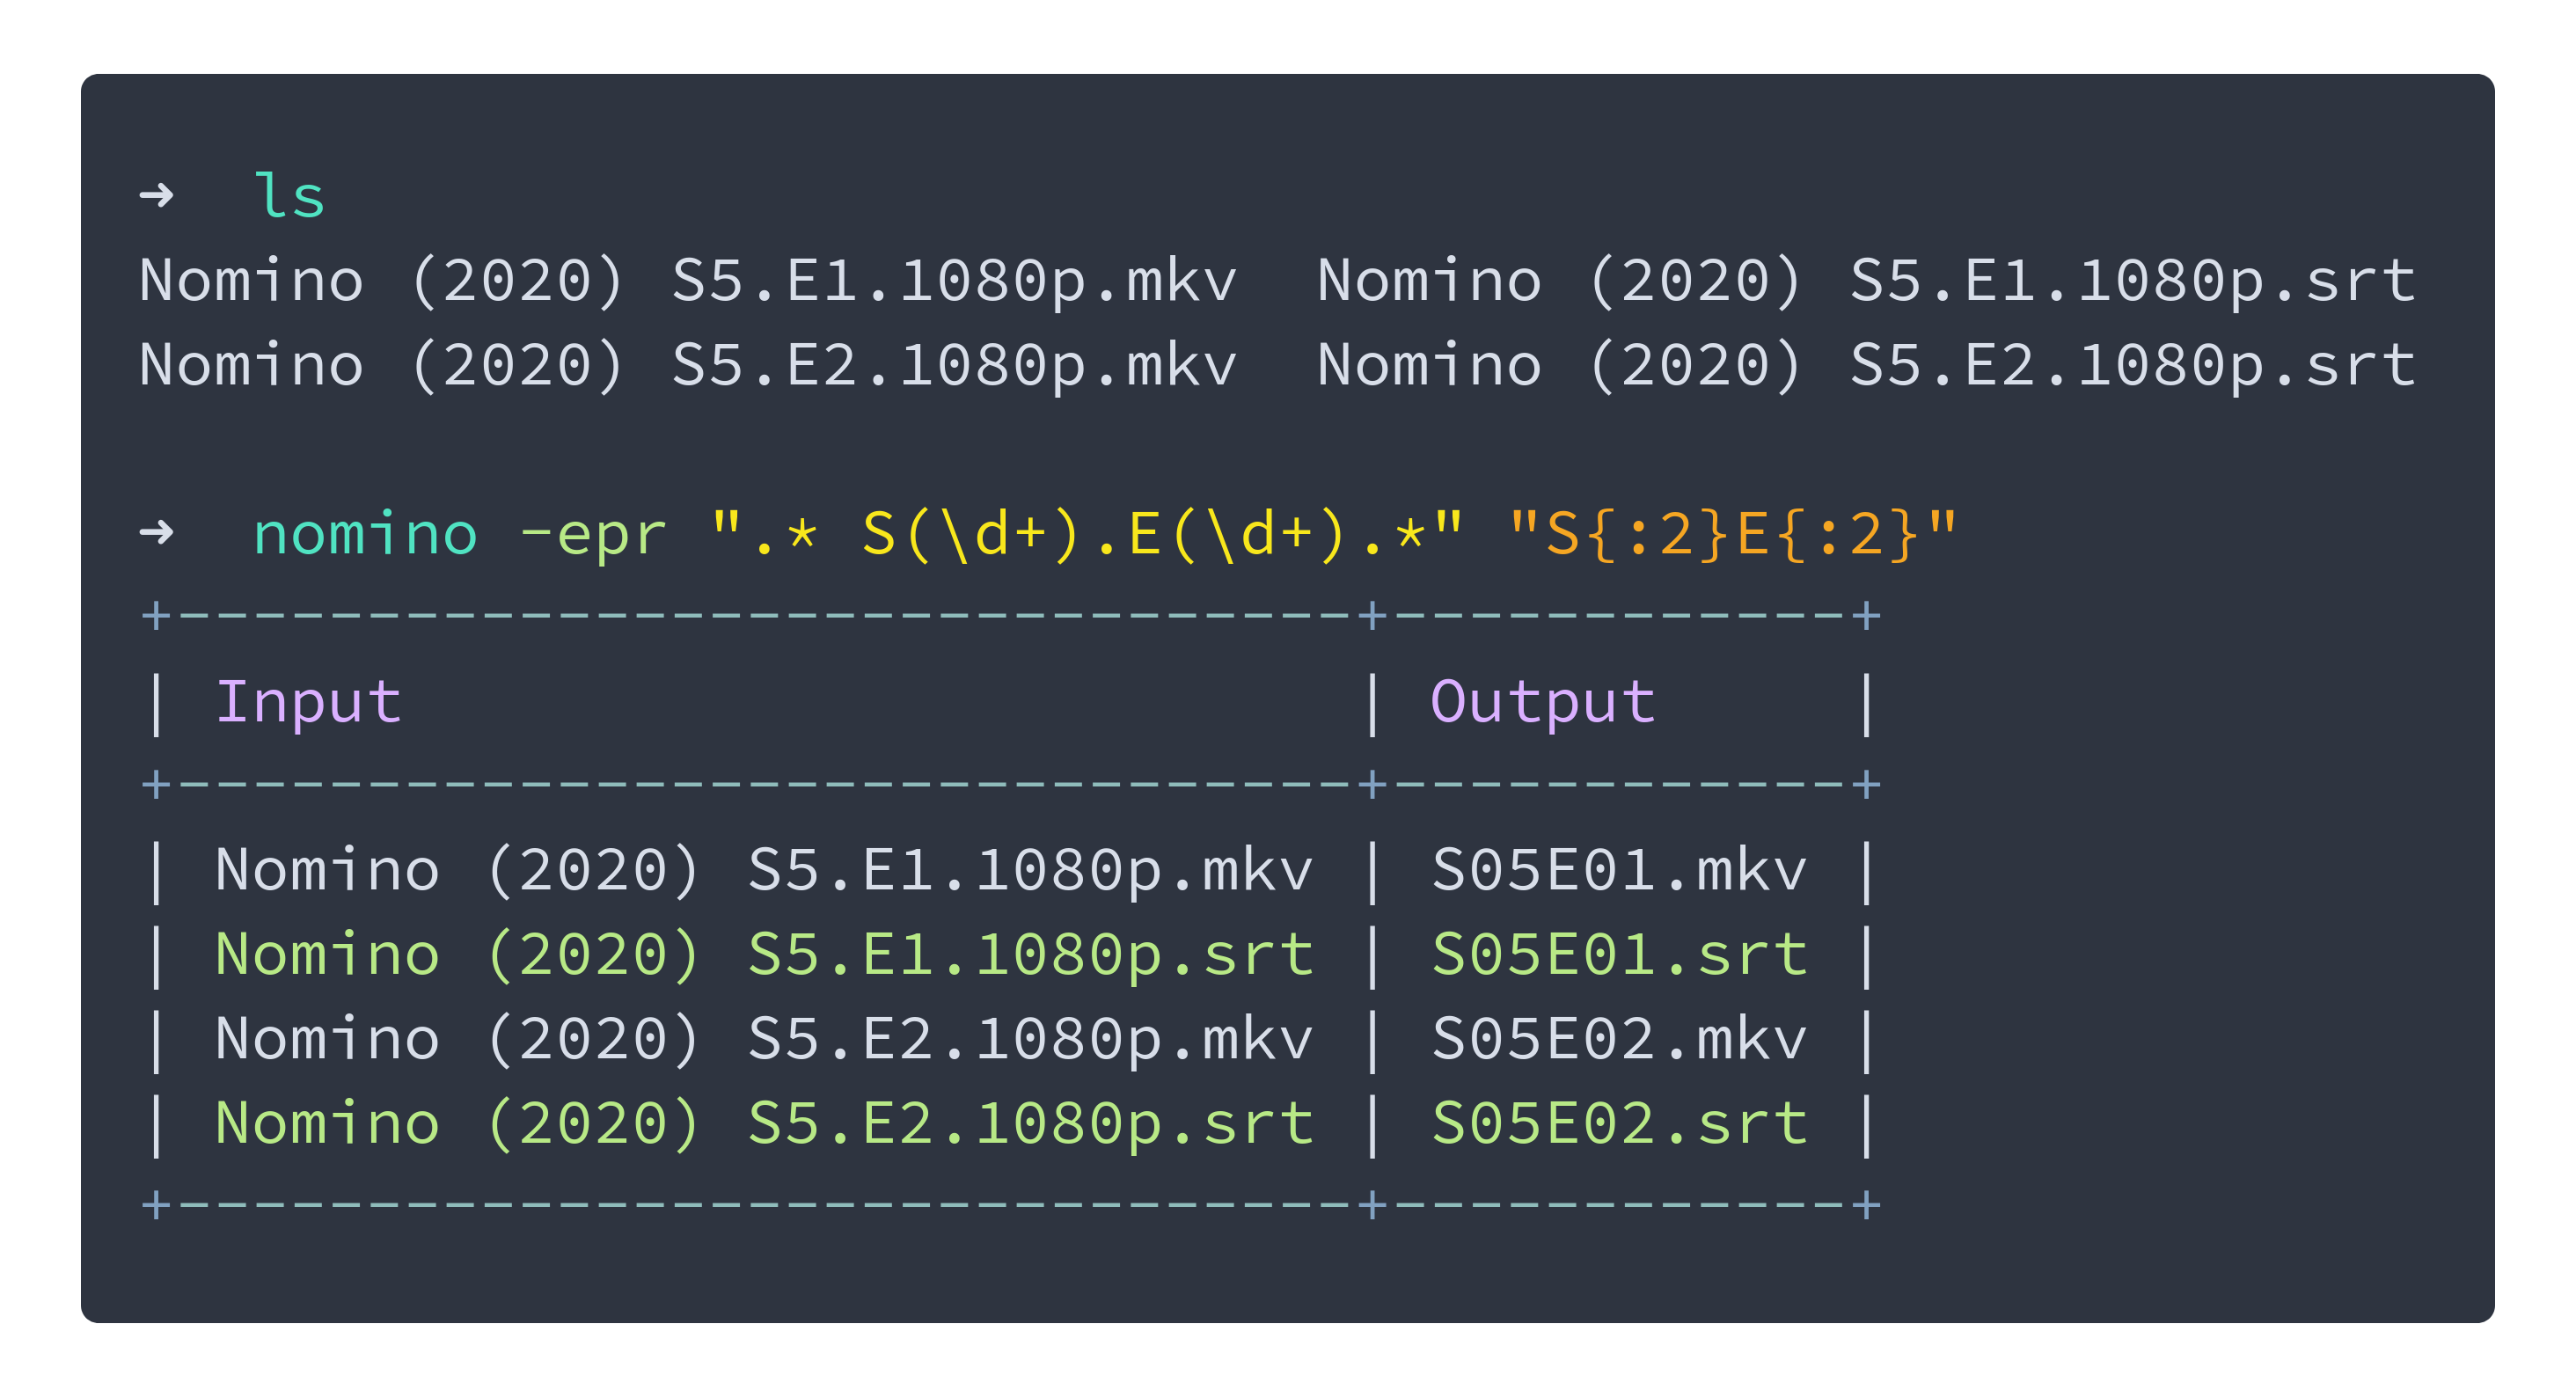 ➜  ls
Nomino (2020) S5.E1.1080p.mkv  Nomino (2020) S5.E1.1080p.srt
Nomino (2020) S5.E2.1080p.mkv  Nomino (2020) S5.E2.1080p.srt
➜  nomino -epr ".* S(\d+).E(\d+).*" "S{:2}E{:2}"
+-------------------------------+------------+
| Input                         | Output     |
+-------------------------------+------------+
| Nomino (2020) S5.E1.1080p.mkv | S05E01.mkv |
| Nomino (2020) S5.E1.1080p.srt | S05E01.srt |
| Nomino (2020) S5.E2.1080p.mkv | S05E02.mkv |
| Nomino (2020) S5.E2.1080p.srt | S05E02.srt |
+-------------------------------+------------+